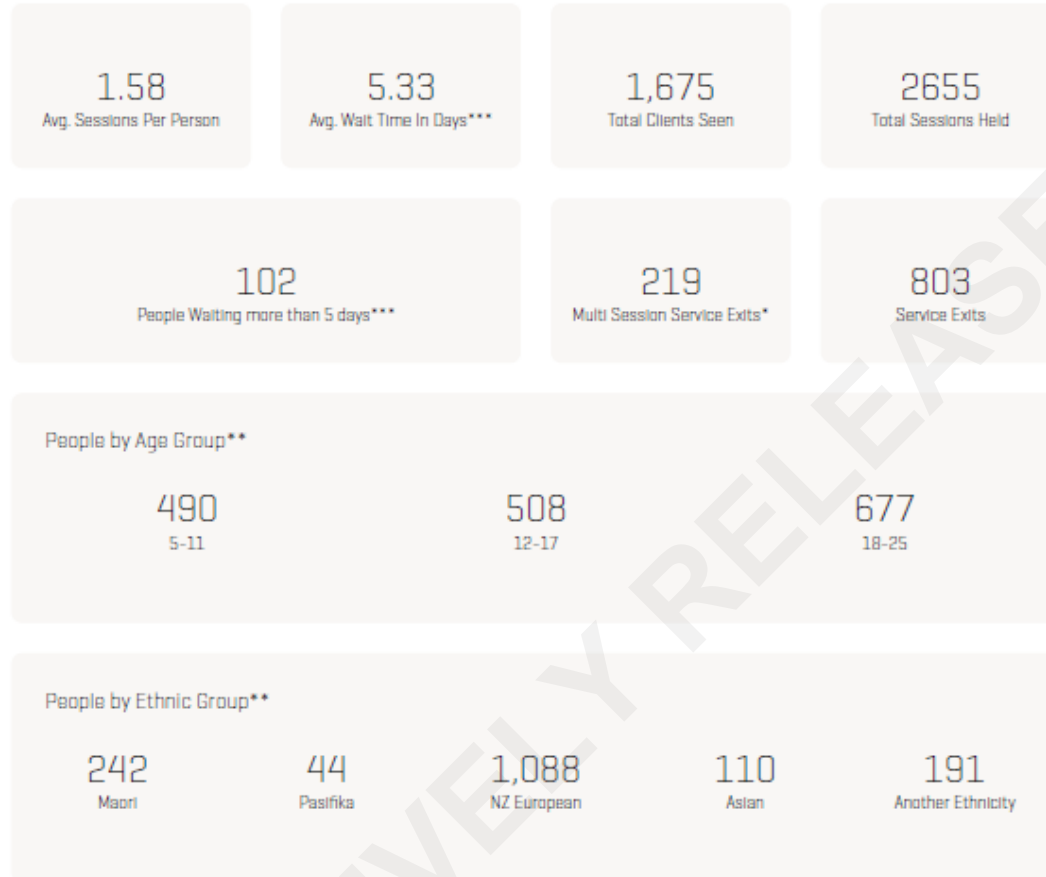 1.58
Avg. Sessions Per Person
5.33
Avg. Wait Time In Days***
1,675
Total Clients Seen
2655
Total Sessions Held
102
People Waiting more than 5 days***
219
Multi Session Service Exits*
803
Service Exits
People by Age Group**
490
5-11
508
12-17
677
18-25
People by Ethnic Group**
242
Maori
44
Pasifika
1,088
NZ European
110
Asian
191
Another Ethnicity
IVELY RELEASE